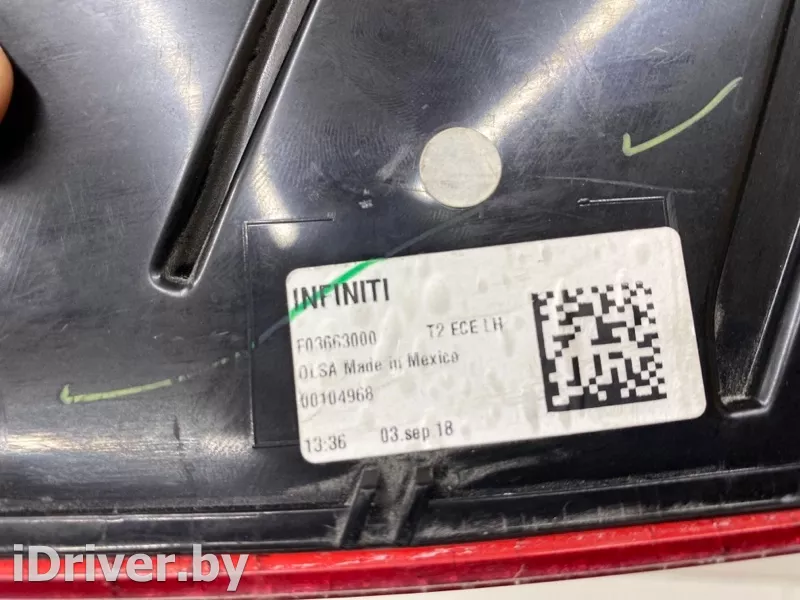 INFINITI
F03663000 T2 ECE LH
OLSA Made in Mexico
00104968
13:36 03.sep 18
iDriver.by